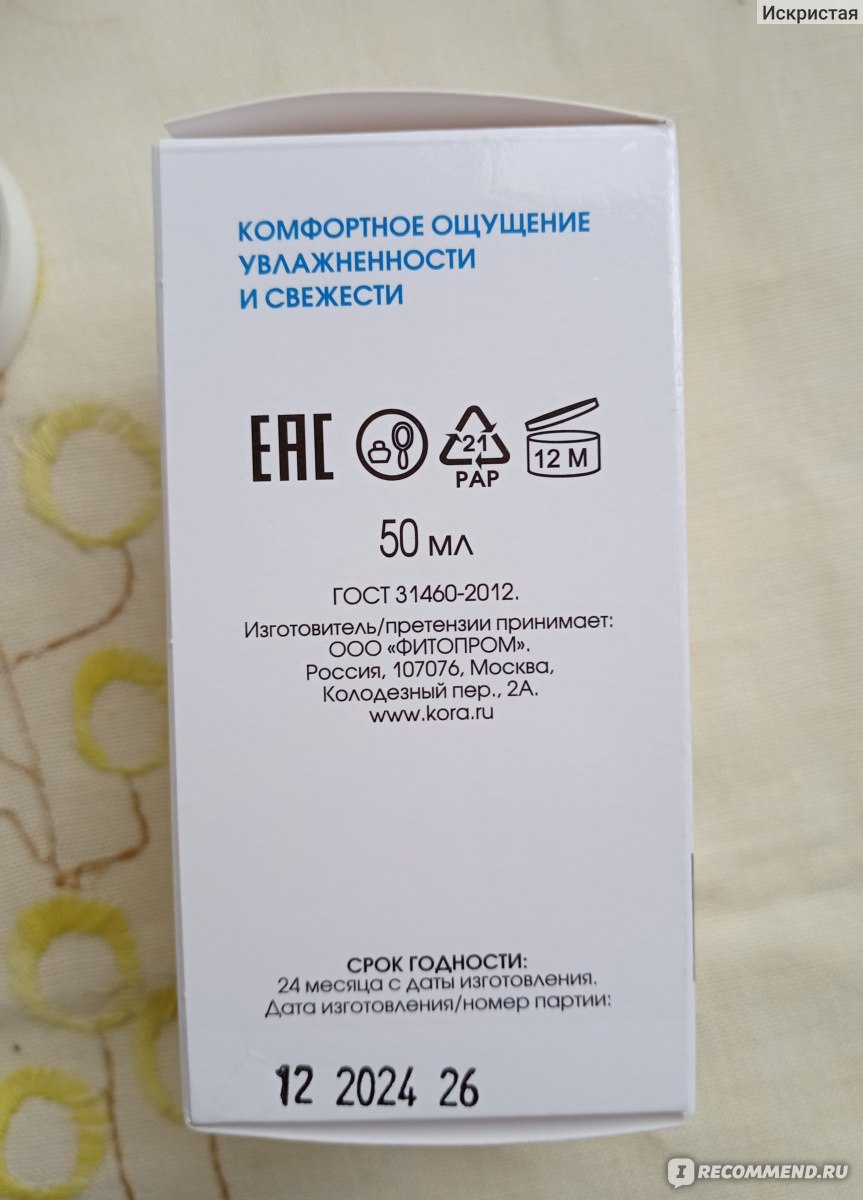 Искристая
КОМФОРТНОЕ ОЩУЩЕНИЕ
УВЛАЖНЕННОСТИ
И СВЕЖЕСТИ
EAC
21
PAP
12 M
50 мл
ГОСТ 31460-2012.
Изготовитель/претензии принимает:
ООО «ФИТОПРОМ».
Россия, 107076, Москва,
Колодезный пер., 2А.
www.kora.ru
СРОК ГОДНОСТИ:
24 месяца с даты изготовления.
Дата изготовления/номер партии:
12 2024 26
I RECOMMEND.RU